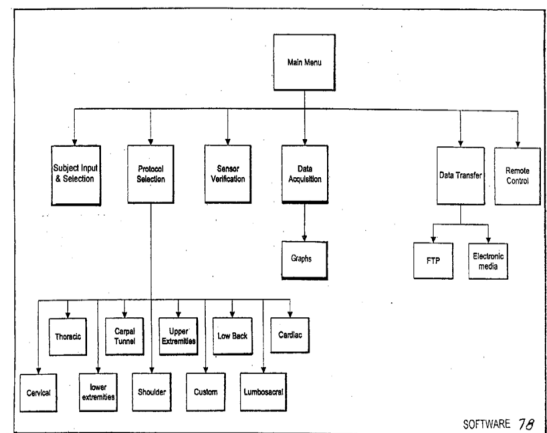 Main Menu
Subject Input
& Selection
Protocol
Selection
Sensor
Verification
Data
Acquisition
Data Transfer
Remote
Control
Graphs
FTP
Electronic
media
Thoracic
Carpal
Tunnel
Upper
Extremities
Low Back
Cardiac
Cervical
lower
extremities
Shoulder
Custom
Lumbosacral
SOFTWARE 78